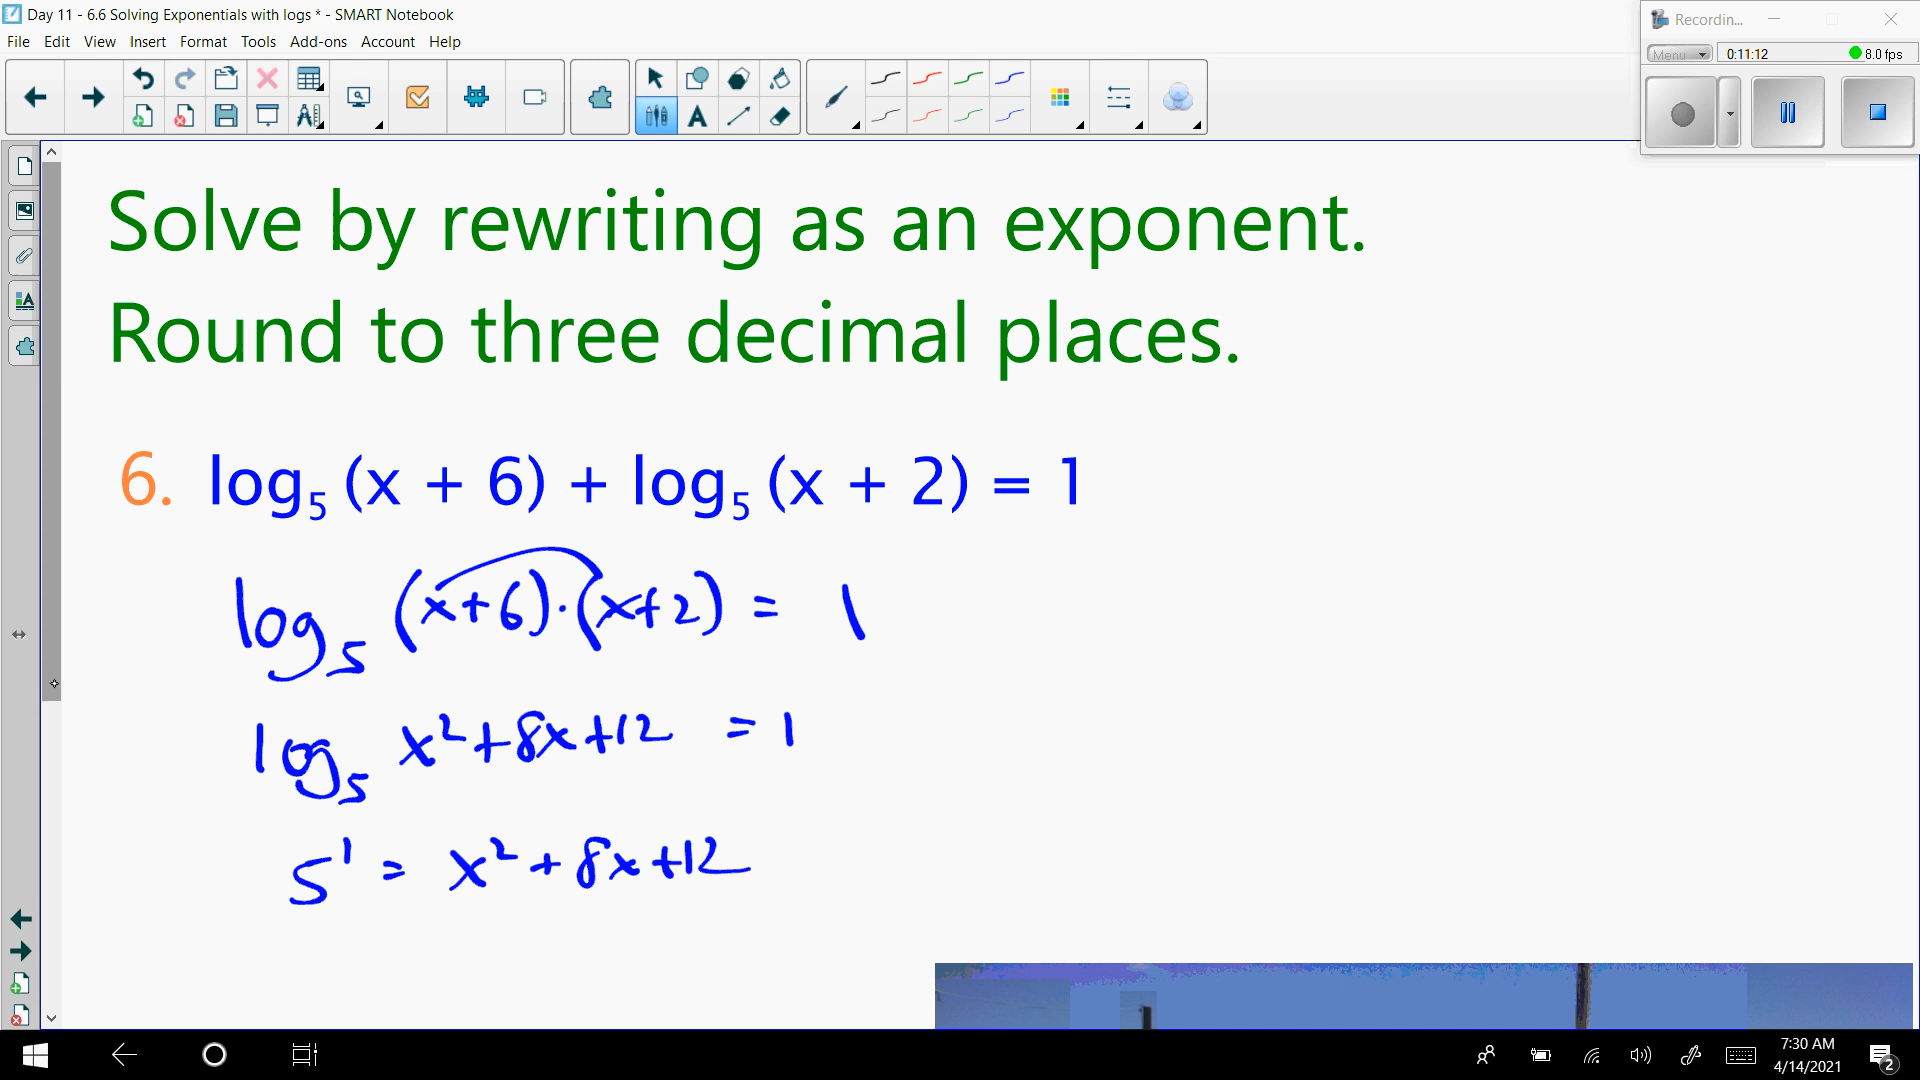 Day 11 - 6.6 Solving Exponentials with logs * - SMART Notebook
File Edit View Insert Format Tools Add-ons Account Help
Recordin...
Menu 0:11:12 8.0 fps
Solve by rewriting as an exponent.
Round to three decimal places.
6. log₅ (x + 6) + log₅ (x + 2) = 1
log₅ (x+6)·(x+2) = 1
log₅ x²+8x+12 = 1
5¹ = x²+8x+12
7:30 AM
4/14/2021
2